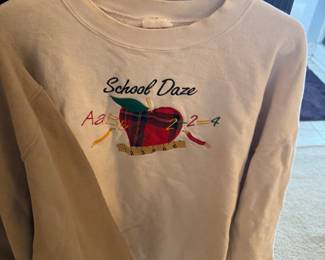 School Daze
Aa 2-2=4